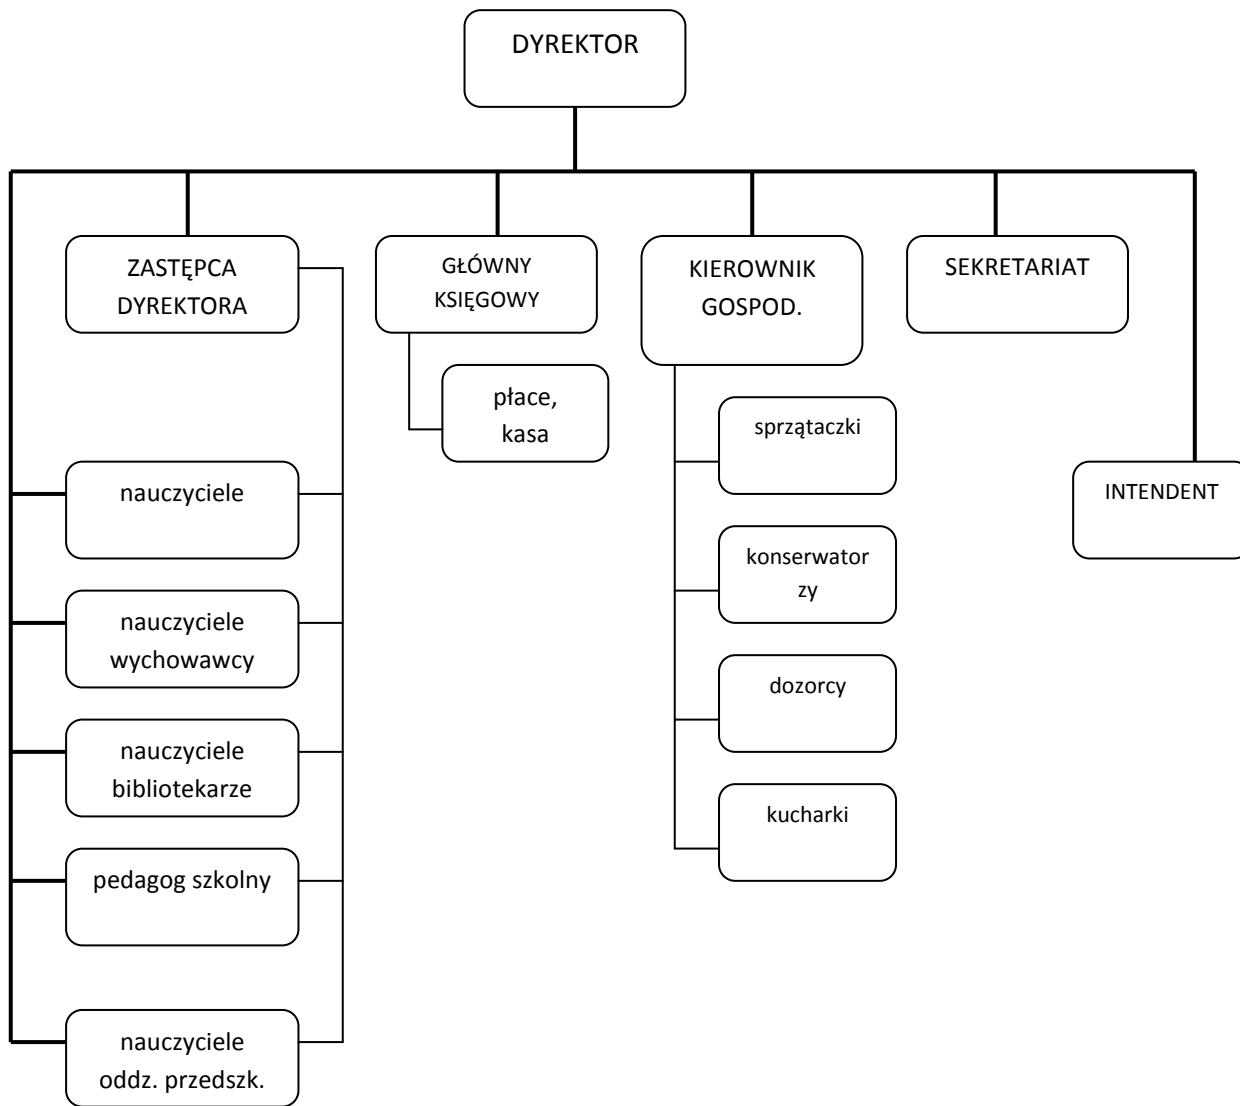 DYREKTOR
ZASTĘPCA
DYREKTORA
GŁÓWNY
KSIĘGOWY
KIEROWNIK
GOSPOD.
SEKRETARIAT
płace,
kasa
sprzątaczki
nauczyciele
INTENDENT
konserwator
zy
nauczyciele
wychowawcy
dozorcy
nauczyciele
bibliotekarze
kucharki
pedagog szkolny
nauczyciele
oddz. przedszk.